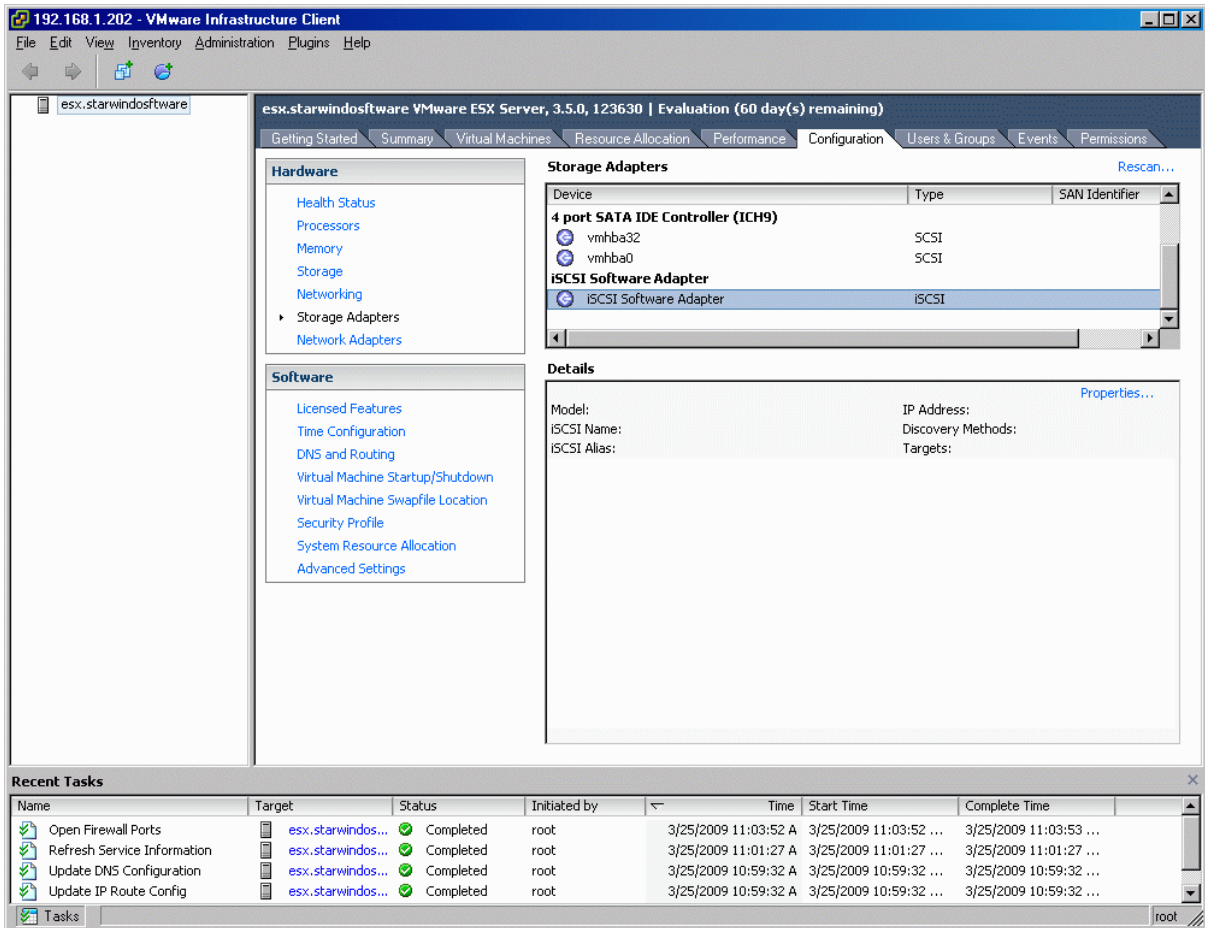 192.168.1.202 - VMware Infrastructure Client
File Edit View Inventory Administration Plugins Help
esx.starwindosftware
esx.starwindosftware VMware ESX Server, 3.5.0, 123630 | Evaluation (60 day(s) remaining)
Getting Started Summary Virtual Machines Resource Allocation Performance Configuration Users & Groups Events Permissions
Hardware
Health Status
Processors
Memory
Storage
Networking
Storage Adapters
Network Adapters
Software
Licensed Features
Time Configuration
DNS and Routing
Virtual Machine Startup/Shutdown
Virtual Machine Swapfile Location
Security Profile
System Resource Allocation
Advanced Settings
Storage Adapters Rescan...
Device Type SAN Identifier
4 port SATA IDE Controller (ICH9)
vmhba32 SCSI
vmhba0 SCSI
iSCSI Software Adapter
iSCSI Software Adapter iSCSI
Details
Properties...
Model: IP Address:
iSCSI Name: Discovery Methods:
iSCSI Alias: Targets:
Recent Tasks
Name Target Status Initiated by Time Start Time Complete Time
Open Firewall Ports esx.starwindos... Completed root 3/25/2009 11:03:52 A 3/25/2009 11:03:52 ... 3/25/2009 11:03:53 ...
Refresh Service Information esx.starwindos... Completed root 3/25/2009 11:01:27 A 3/25/2009 11:01:27 ... 3/25/2009 11:01:27 ...
Update DNS Configuration esx.starwindos... Completed root 3/25/2009 10:59:32 A 3/25/2009 10:59:32 ... 3/25/2009 10:59:32 ...
Update IP Route Config esx.starwindos... Completed root 3/25/2009 10:59:32 A 3/25/2009 10:59:32 ... 3/25/2009 10:59:32 ...
Tasks root